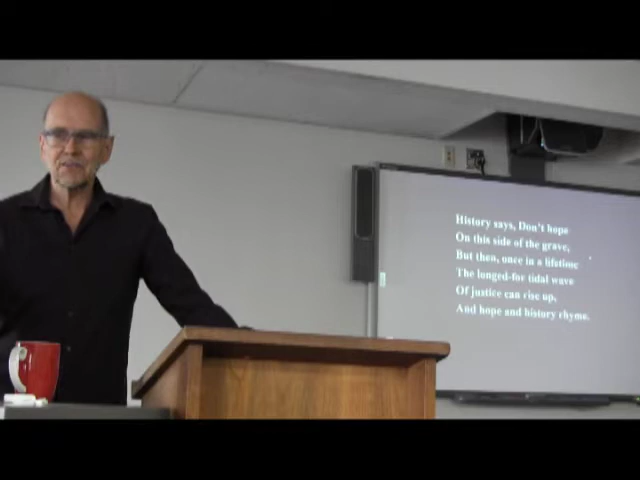 History says, Don't hope
On this side of the grave,
But then, once in a lifetime
The longed-for tidal wave
Of justice can rise up,
And hope and history rhyme.